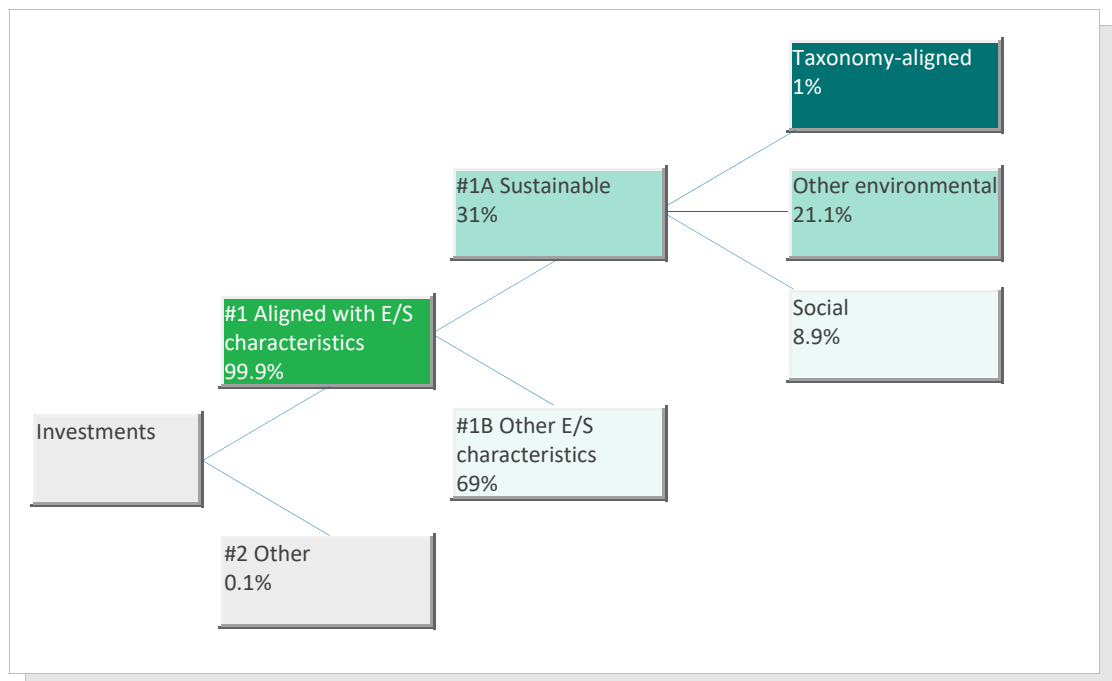 Taxonomy-aligned
1%
#1A Sustainable
31%
Other environmental
21.1%
#1 Aligned with E/S
characteristics
99.9%
Social
8.9%
Investments
#1B Other E/S
characteristics
69%
#2 Other
0.1%